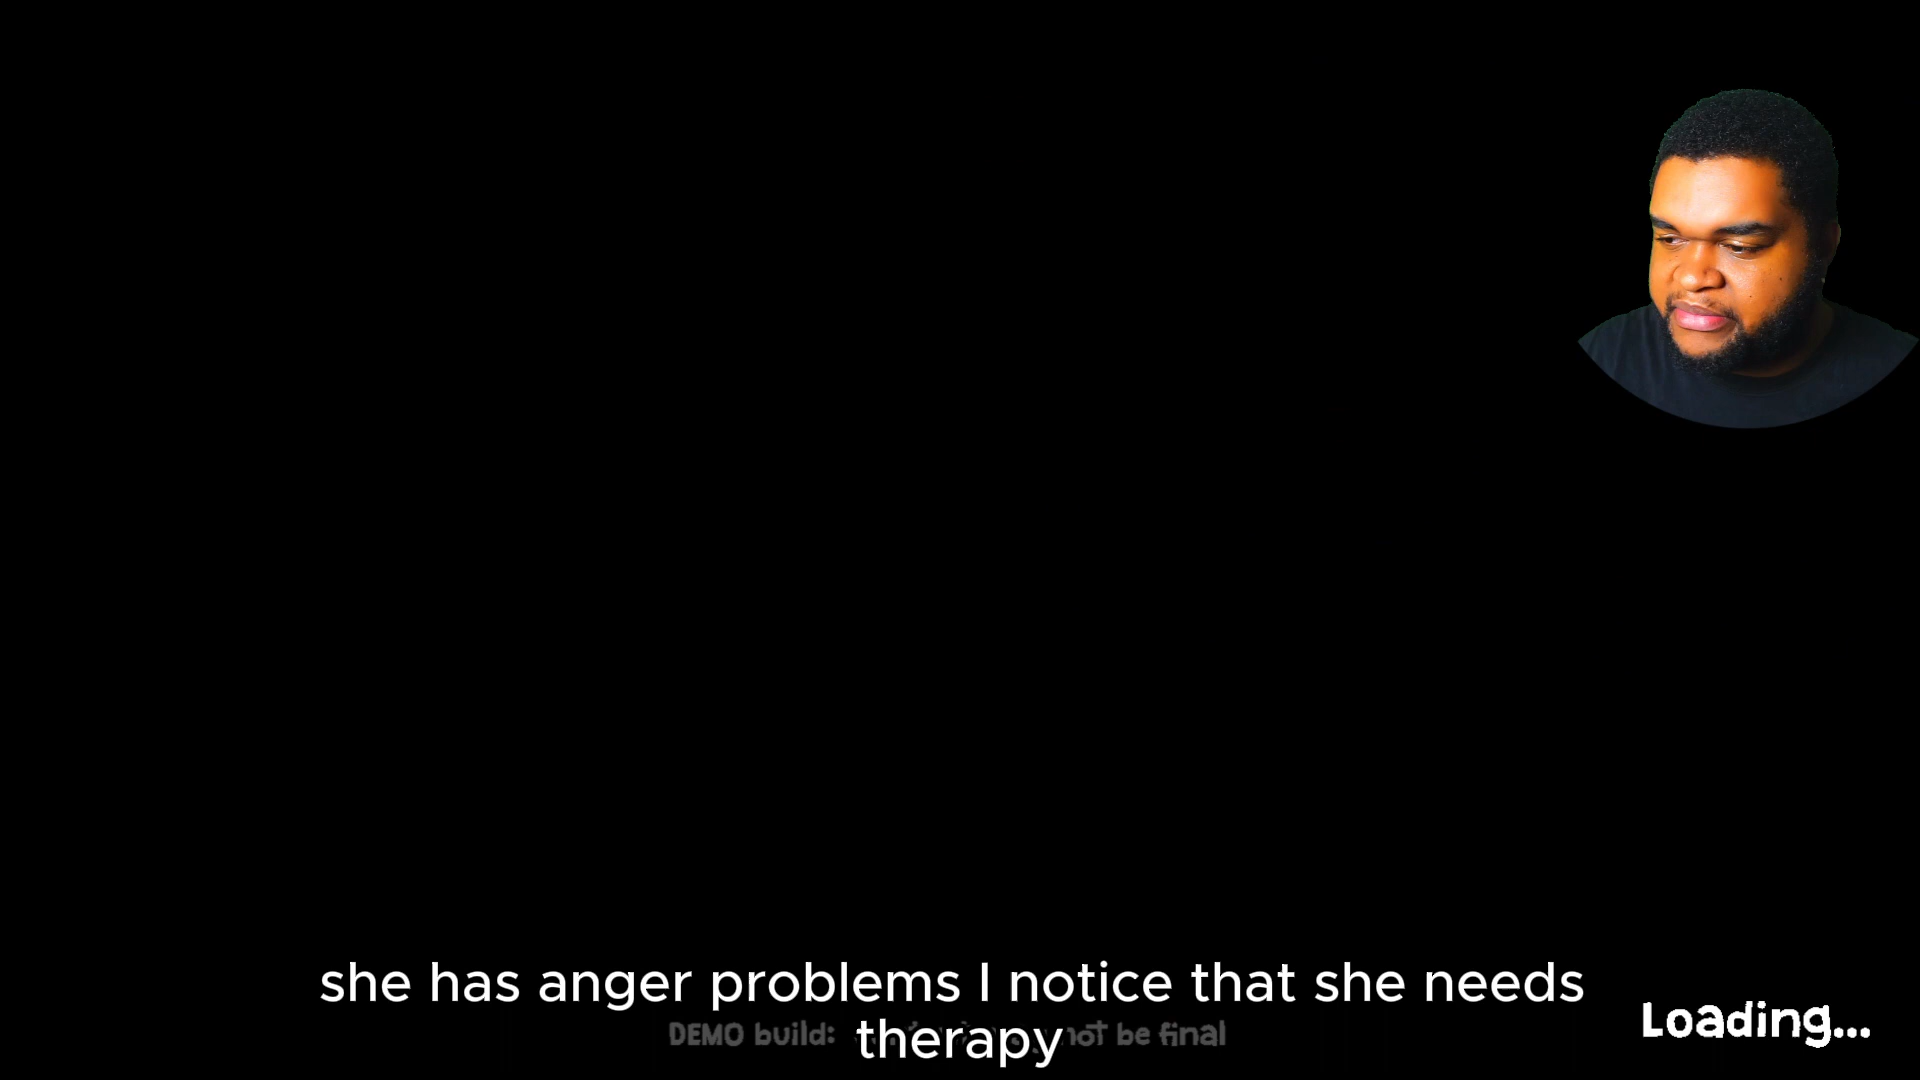 she has anger problems I notice that she needs
therapy
DEMO build: not be final
Loading...